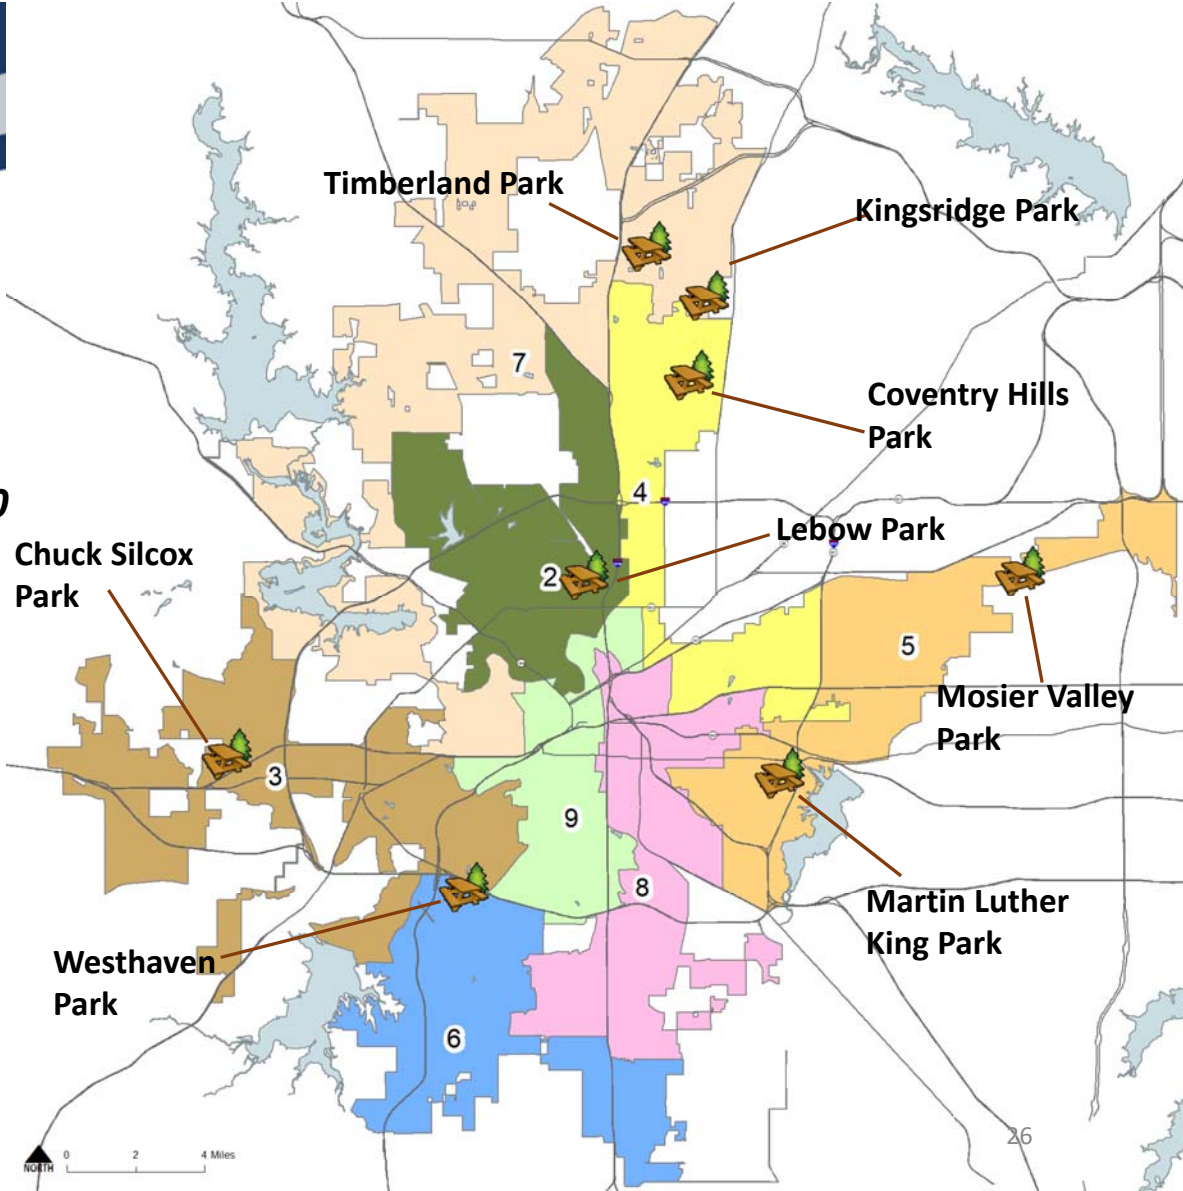 Timberland Park
Kingsridge Park
7
Coventry Hills
Park
4
Lebow Park
Chuck Silcox
Park
2
5
Mosier Valley
Park
3
9
8
Martin Luther
King Park
Westhaven
Park
6
26
NORTH
0 2 4 Miles